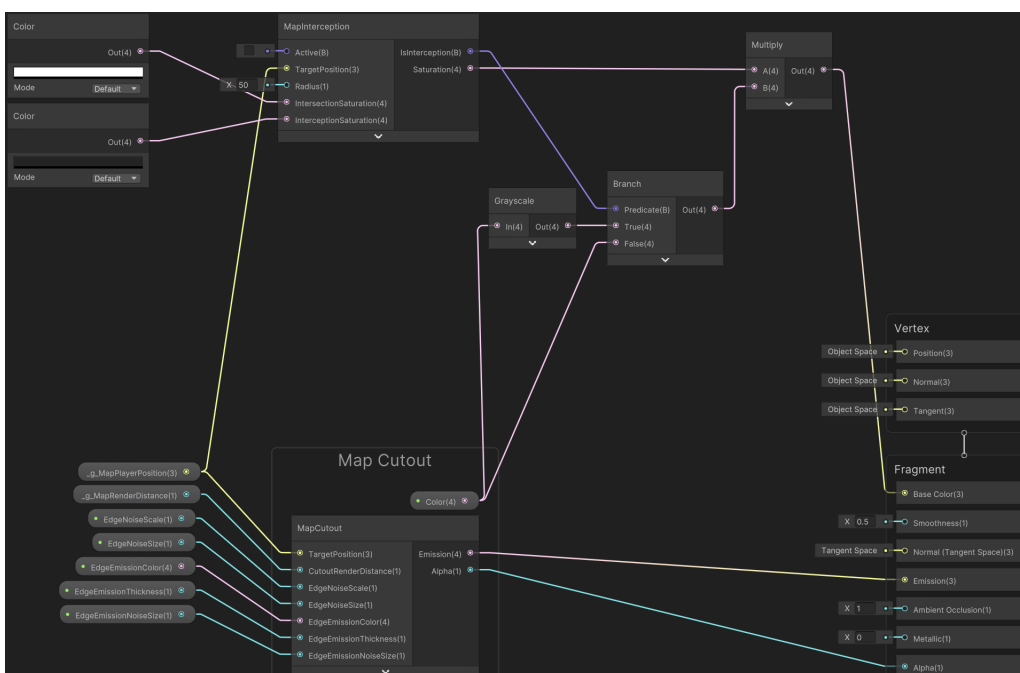 Color
Out(4)
Mode
Default
Color
Out(4)
Mode
Default
MapInterception
Active(B)
TargetPosition(3)
X 50
Radius(1)
IntersectionSaturation(4)
InterceptionSaturation(4)
IsInterception(B)
Saturation(4)
Multiply
A(4)
Out(4)
B(4)
Grayscale
In(4)
Out(4)
Branch
Predicate(B)
Out(4)
True(4)
False(4)
Vertex
Object Space
Position(3)
Object Space
Normal(3)
Object Space
Tangent(3)
Map Cutout
Color(4)
_g_MapPlayerPosition(3)
_g_MapRenderDistance(1)
EdgeNoiseScale(1)
EdgeNoiseSize(1)
EdgeEmissionColor(4)
EdgeEmissionThickness(1)
EdgeEmissionNoiseSize(1)
MapCutout
TargetPosition(3)
CutoutRenderDistance(1)
EdgeNoiseScale(1)
EdgeNoiseSize(1)
EdgeEmissionColor(4)
EdgeEmissionThickness(1)
EdgeEmissionNoiseSize(1)
Emission(4)
Alpha(1)
Fragment
Base Color(3)
X 0.5
Smoothness(1)
Tangent Space
Normal (Tangent Space)(3)
Emission(3)
X 1
Ambient Occlusion(1)
X 0
Metallic(1)
Alpha(1)